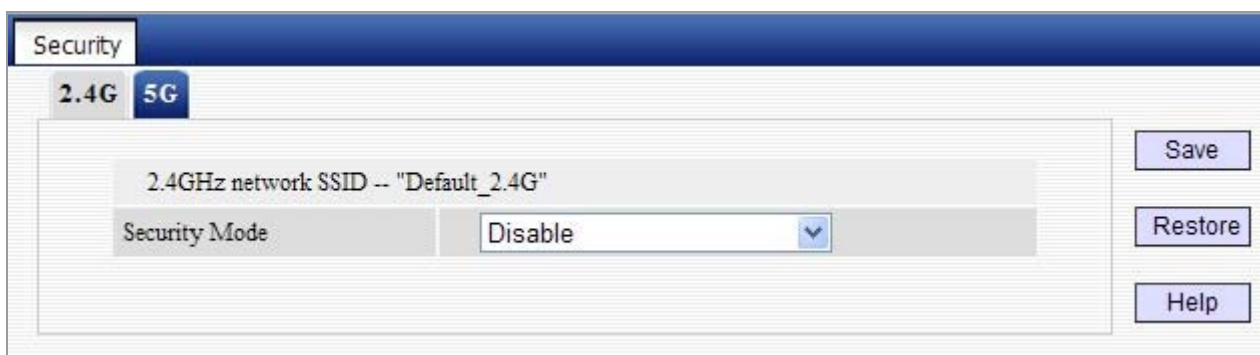 Security
2.4G 5G
2.4GHz network SSID -- "Default_2.4G"
Security Mode Disable
Save
Restore
Help